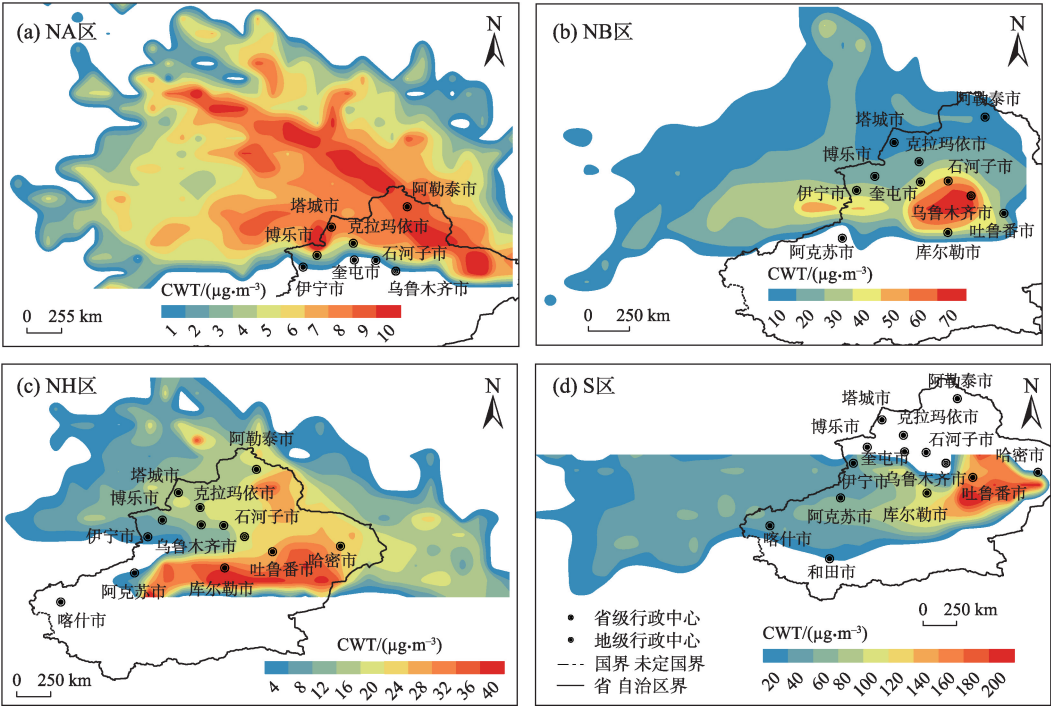 (a) NA区
N
阿勒泰市
塔城市
克拉玛依市
博乐市
石河子市
奎屯市
伊宁市
乌鲁木齐市
CWT/(μg·m⁻³)
0 255 km
1 2 3 4 5 6 7 8 9 10
(b) NB区
N
阿勒泰市
塔城市
克拉玛依市
博乐市
石河子市
伊宁市
奎屯市
乌鲁木齐市
吐鲁番市
阿克苏市
库尔勒市
CWT/(μg·m⁻³)
0 250 km
10 20 30 40 50 60 70
(c) NH区
N
阿勒泰市
塔城市
博乐市
克拉玛依市
石河子市
伊宁市
乌鲁木齐市
哈密市
吐鲁番市
阿克苏市
库尔勒市
喀什市
CWT/(μg·m⁻³)
0 250 km
4 8 12 16 20 24 28 32 36 40
(d) S区
N
阿勒泰市
塔城市
克拉玛依市
博乐市
石河子市
哈密市
奎屯市
伊宁市
乌鲁木齐市
吐鲁番市
阿克苏市
库尔勒市
喀什市
和田市
0 250 km
省级行政中心
地级行政中心
国界 未定国界
省 自治区界
CWT/(μg·m⁻³)
20 40 60 80 100 120 140 160 180 200